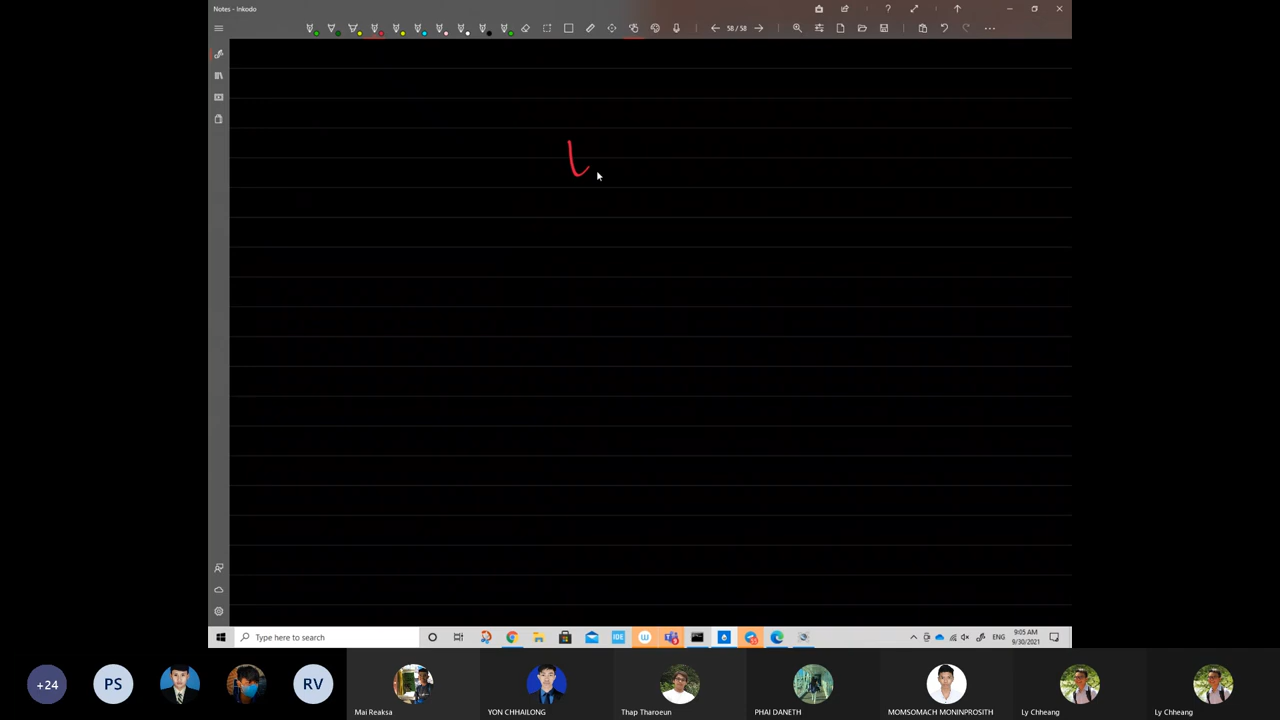 Notes - Inkodo
58 / 58
L
Type here to search
IDE
ENG
9:05 AM
9/30/2021
+24
PS
RV
Mai Reaksa
YON CHHAILONG
Thap Tharoeun
PHAI DANETH
MOMSOMACH MONINPROSITH
Ly Chheang
Ly Chheang